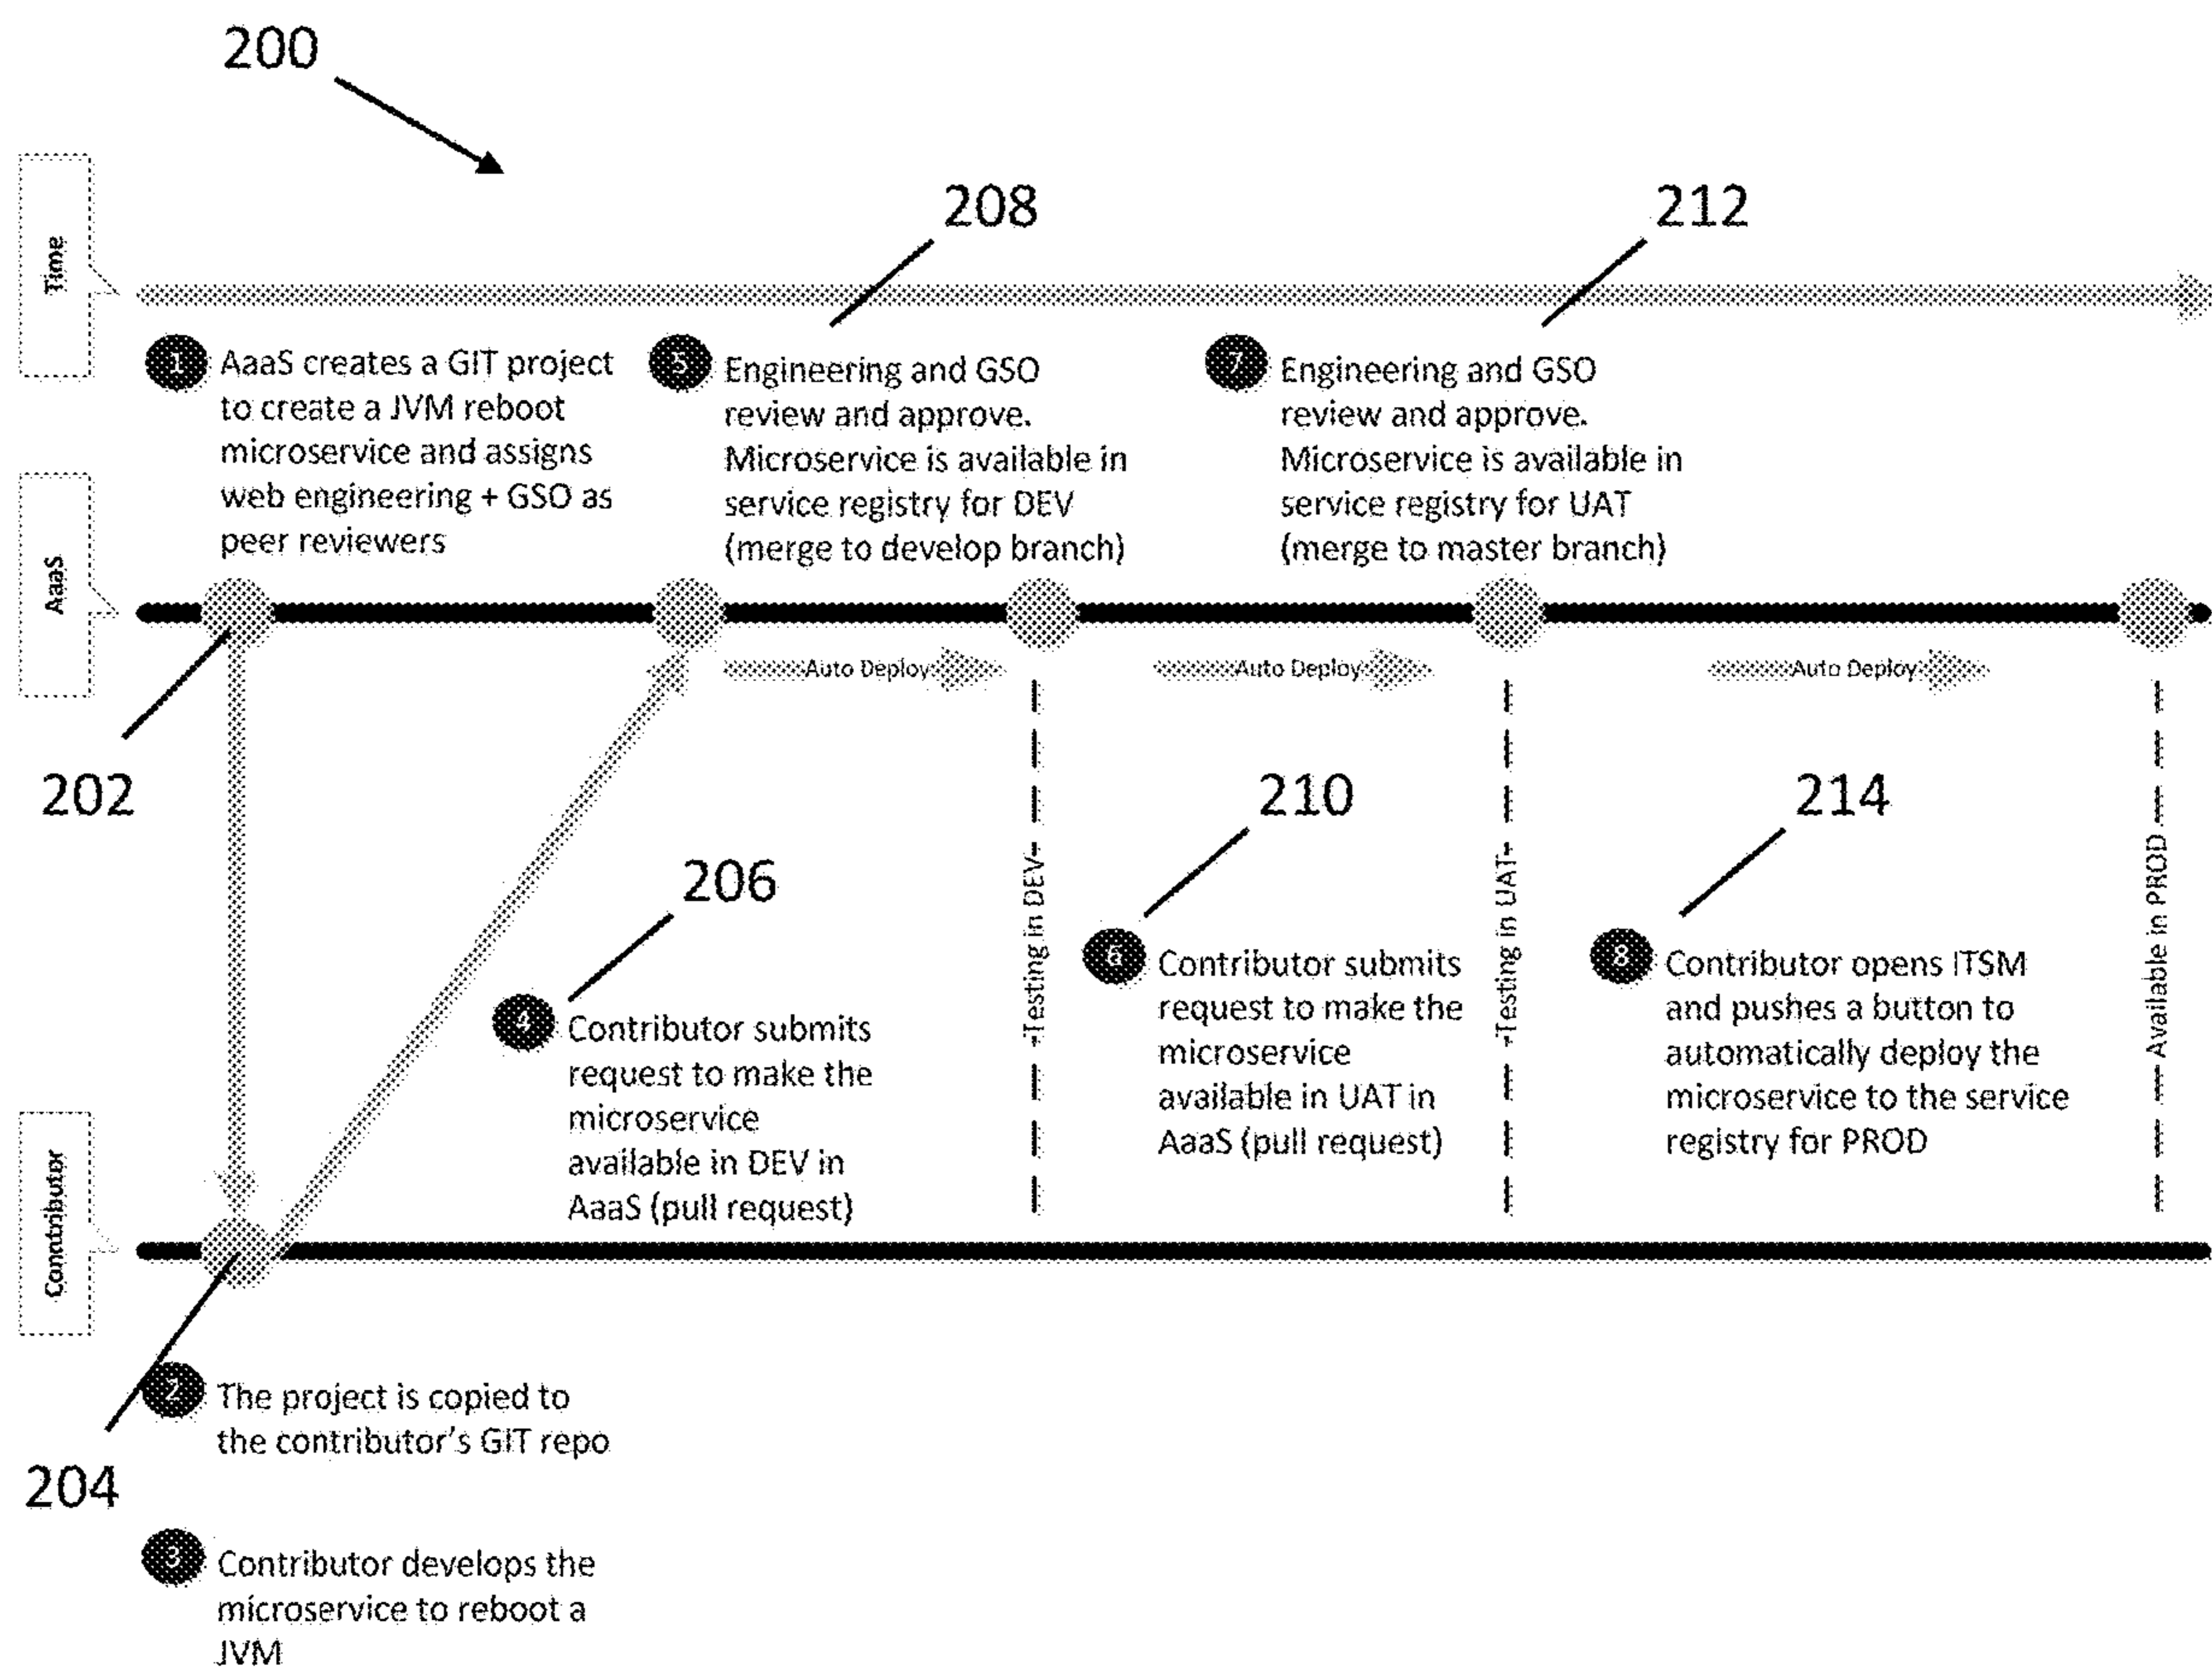 200
208
212
Time
1
AaaS creates a GIT project
to create a JVM reboot
microservice and assigns
web engineering + GSO as
peer reviewers
5
Engineering and GSO
review and approve.
Microservice is available in
service registry for DEV
(merge to develop branch)
7
Engineering and GSO
review and approve.
Microservice is available in
service registry for UAT
(merge to master branch)
AaaS
Auto Deploy
Auto Deploy
Auto Deploy
202
206
210
214
4
Contributor submits
request to make the
microservice
available in DEV in
AaaS (pull request)
Testing in DEV
6
Contributor submits
request to make the
microservice
available in UAT in
AaaS (pull request)
Testing in UAT
8
Contributor opens ITSM
and pushes a button to
automatically deploy the
microservice to the service
registry for PROD
Available in PROD
Contributor
2
The project is copied to
the contributor's GIT repo
204
3
Contributor develops the
microservice to reboot a
JVM